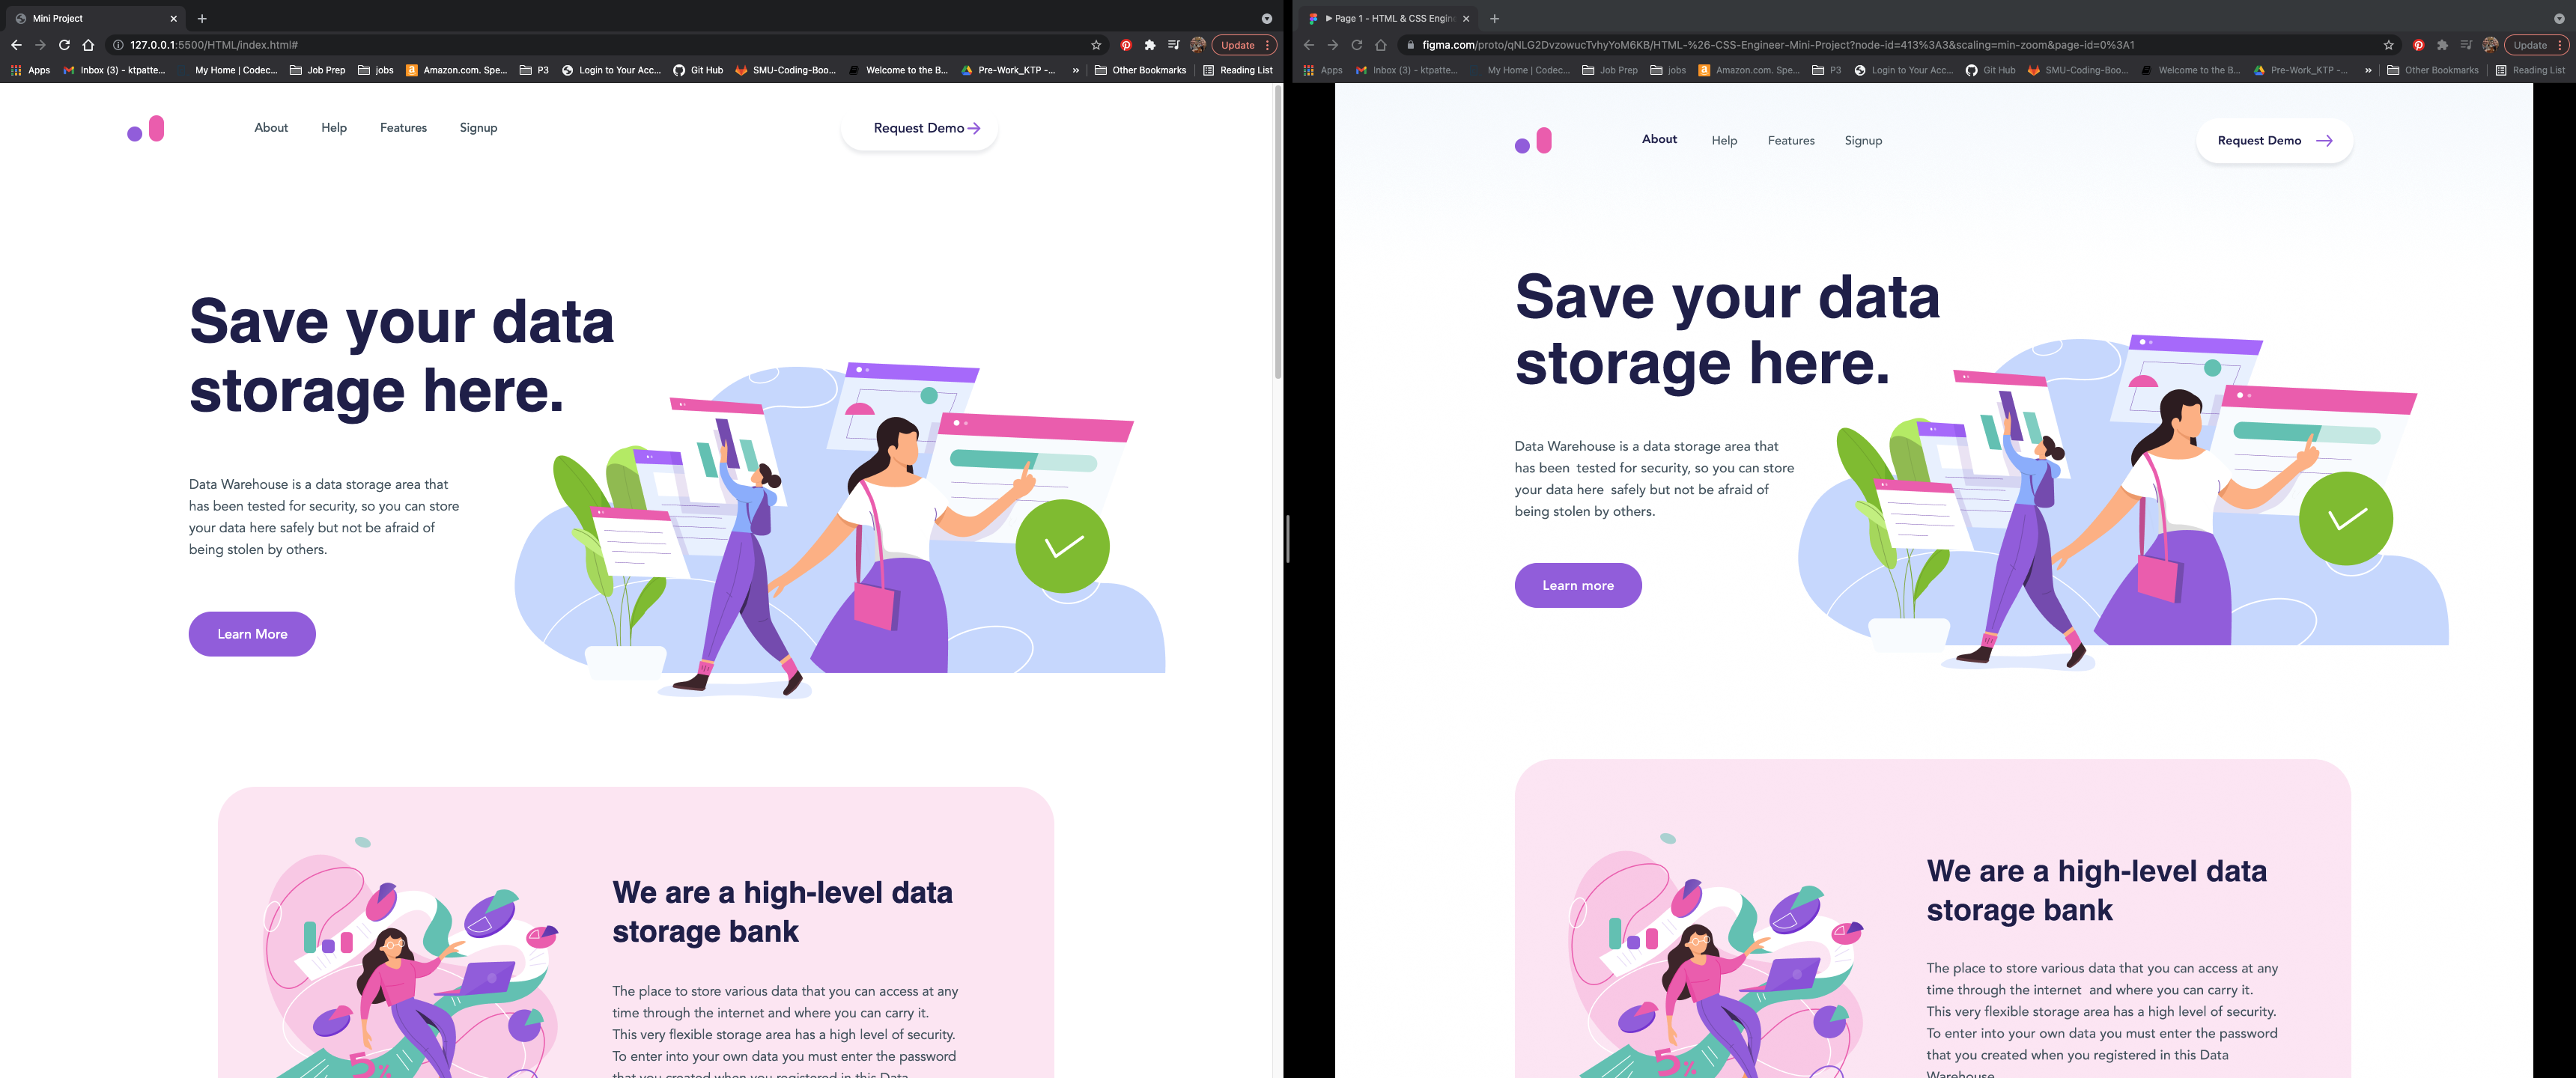 Mini Project
127.0.0.1:5500/HTML/index.html#
Update
Apps
Inbox (3) - ktpatte...
My Home | Codec...
Job Prep
jobs
Amazon.com. Spe...
P3
Login to Your Acc...
Git Hub
SMU-Coding-Boo...
Welcome to the B...
Pre-Work_KTP -...
»
Other Bookmarks
Reading List
About
Help
Features
Signup
Request Demo
Save your data
storage here.
Data Warehouse is a data storage area that
has been tested for security, so you can store
your data here safely but not be afraid of
being stolen by others.
Learn More
We are a high-level data
storage bank
The place to store various data that you can access at any
time through the internet and where you can carry it.
This very flexible storage area has a high level of security.
To enter into your own data you must enter the password
that you created when you registered in this Data
5%
Page 1 - HTML & CSS Engin
figma.com/proto/qNLG2DvzowucTvhyYoM6KB/HTML-%26-CSS-Engineer-Mini-Project?node-id=413%3A3&scaling=min-zoom&page-id=0%3A1
Update
Apps
Inbox (3) - ktpatte...
My Home | Codec...
Job Prep
jobs
Amazon.com. Spe...
P3
Login to Your Acc...
Git Hub
SMU-Coding-Boo...
Welcome to the B...
Pre-Work_KTP -...
»
Other Bookmarks
Reading List
About
Help
Features
Signup
Request Demo
Save your data
storage here.
Data Warehouse is a data storage area that
has been  tested for security, so you can store
your data here  safely but not be afraid of
being stolen by others.
Learn more
We are a high-level data
storage bank
The place to store various data that you can access at any
time through the internet  and where you can carry it.
This very flexible storage area has a high level of security.
To enter into your own data you must enter the password
that you created when you registered in this Data
Warehouse
5%